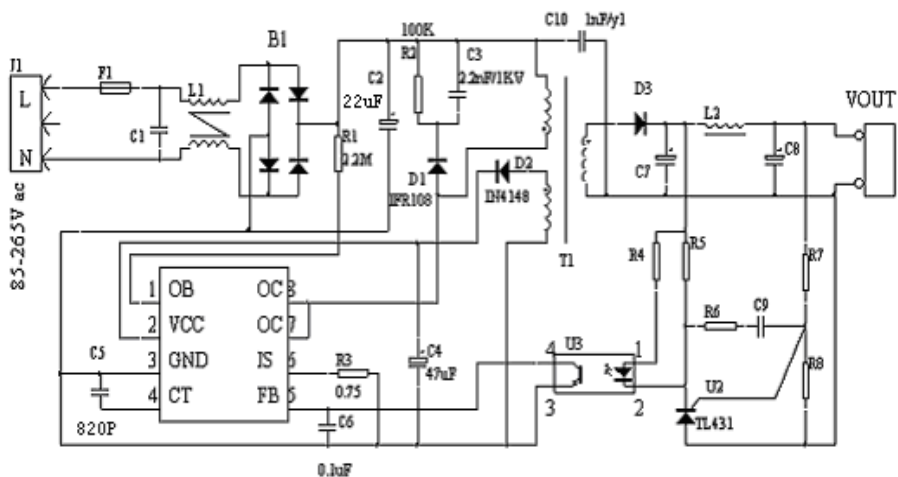 C10
1nF/y1
100K
R2
C3
2.2nF/1KV
B1
J1
F1
L1
L
N
C1
C2
22uF
R1
2.2M
D1
IFR108
D2
IN4148
T1
D3
L2
VOUT
C7
C8
85-265V ac
R4
R5
R7
R6
C9
R8
1 OB OC 8
2 VCC OC 7
3 GND IS 6
4 CT FB 5
C5
820P
R3
0.75
C4
47uF
C6
0.1uF
U3
4
1
3
2
U2
TL431